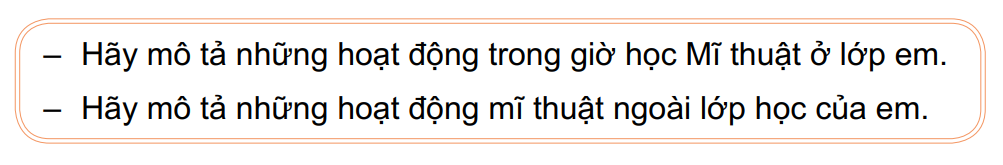 – Hãy mô tả những hoạt động trong giờ học Mĩ thuật ở lớp em.
– Hãy mô tả những hoạt động mĩ thuật ngoài lớp học của em.